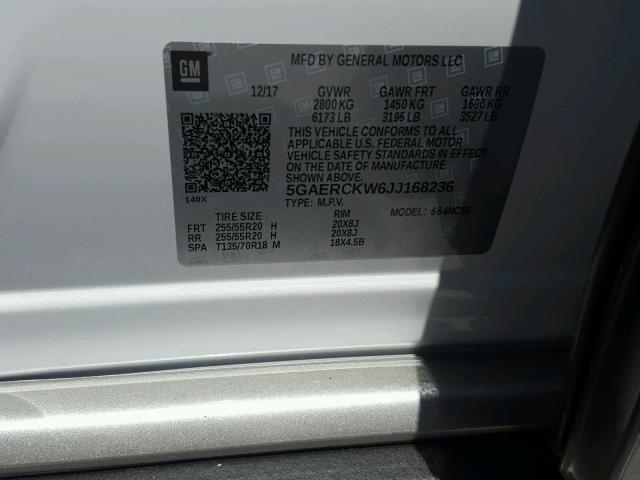 GM
MFD BY GENERAL MOTORS LLC
12/17 GVWR GAWR FRT GAWR RR
2800 KG 1450 KG 1600 KG
6173 LB 3196 LB 3527 LB
THIS VEHICLE CONFORMS TO ALL
APPLICABLE U.S. FEDERAL MOTOR
VEHICLE SAFETY STANDARDS IN EFFECT
ON THE DATE OF MANUFACTURE
SHOWN ABOVE.
140X
5GAERCKW6JJ168236
TYPE: M.P.V. MODEL:
TIRE SIZE RIM
FRT 255/55R20 H 20X8J
RR 255/55R20 H 20X8J
SPA T135/70R18 M 18X4.5B